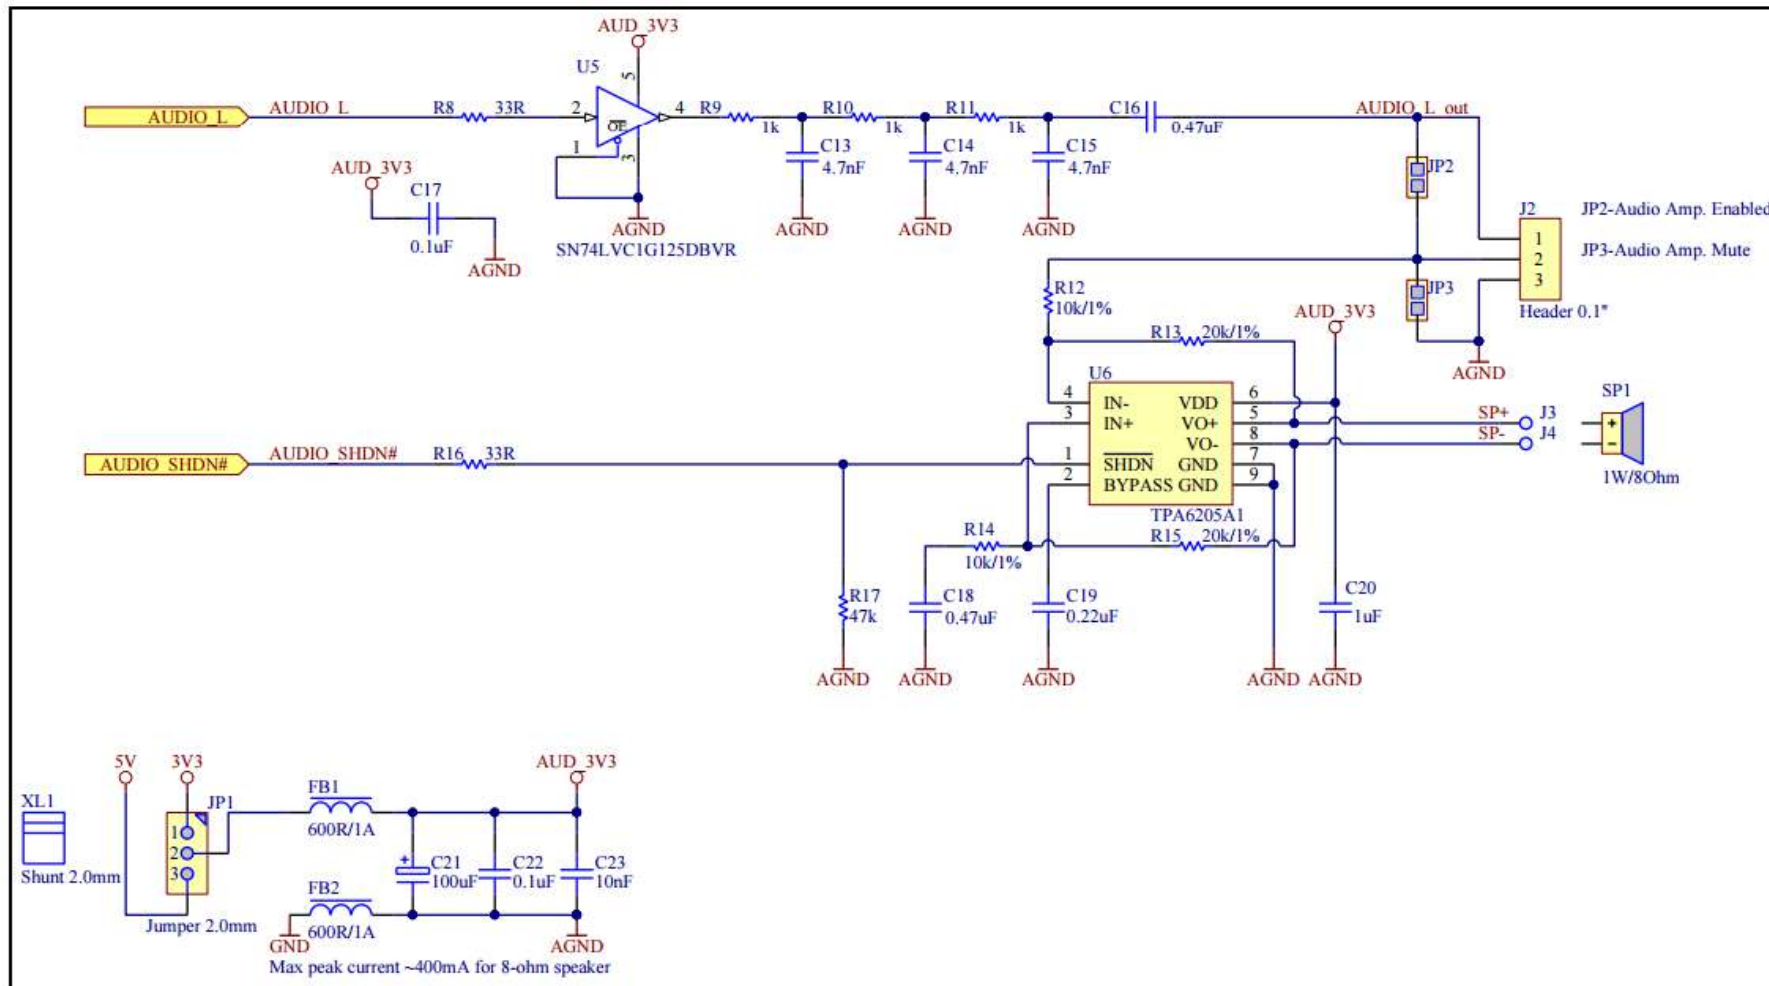 AUD_3V3
U5
5
AUDIO_L
AUDIO_L
R8
33R
2
OE
4
R9
1k
R10
1k
R11
1k
C16
0.47uF
AUDIO_L_out
1
3
C13
4.7nF
C14
4.7nF
C15
4.7nF
JP2
AUD_3V3
C17
0.1uF
AGND
AGND
SN74LVC1G125DBVR
AGND
AGND
AGND
J2
JP2-Audio Amp. Enabled
1
2
3
JP3-Audio Amp. Mute
Header 0.1"
R12
10k/1%
JP3
AUD_3V3
R13
20k/1%
AGND
U6
4
IN-
VDD
6
3
IN+
VO+
5
VO-
8
1
SHDN
GND
7
2
BYPASS
GND
9
TPA6205A1
SP+
J3
SP-
J4
SP1
+
-
1W/8Ohm
AUDIO_SHDN#
AUDIO_SHDN#
R16
33R
R14
10k/1%
R15
20k/1%
R17
47k
C18
0.47uF
C19
0.22uF
C20
1uF
AGND
AGND
AGND
AGND
AGND
5V
3V3
AUD_3V3
XL1
Shunt 2.0mm
JP1
1
2
3
Jumper 2.0mm
FB1
600R/1A
+
C21
100uF
C22
0.1uF
C23
10nF
FB2
600R/1A
GND
AGND
Max peak current ~400mA for 8-ohm speaker